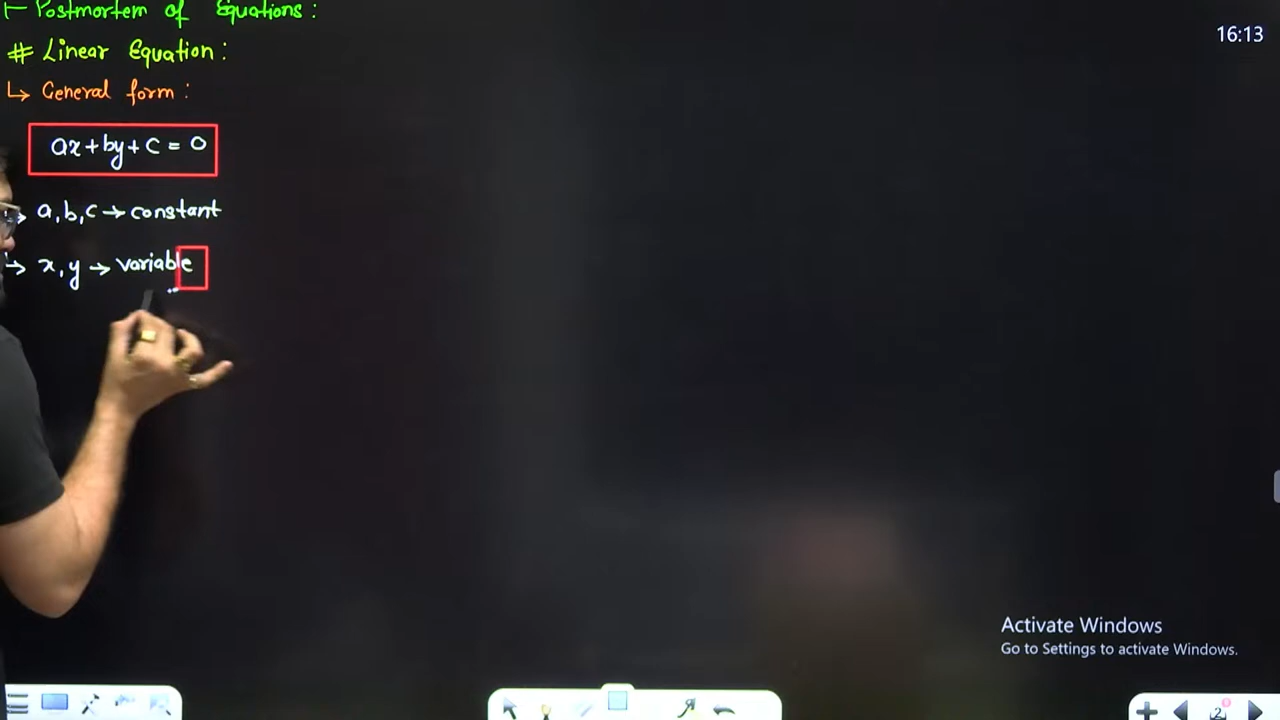 Postmortem of Equations :
16:13
# Linear Equation :
↳ General form :
ax+by+c = 0
→ a,b,c → constant
→ x,y → variable
Activate Windows
Go to Settings to activate Windows.
2